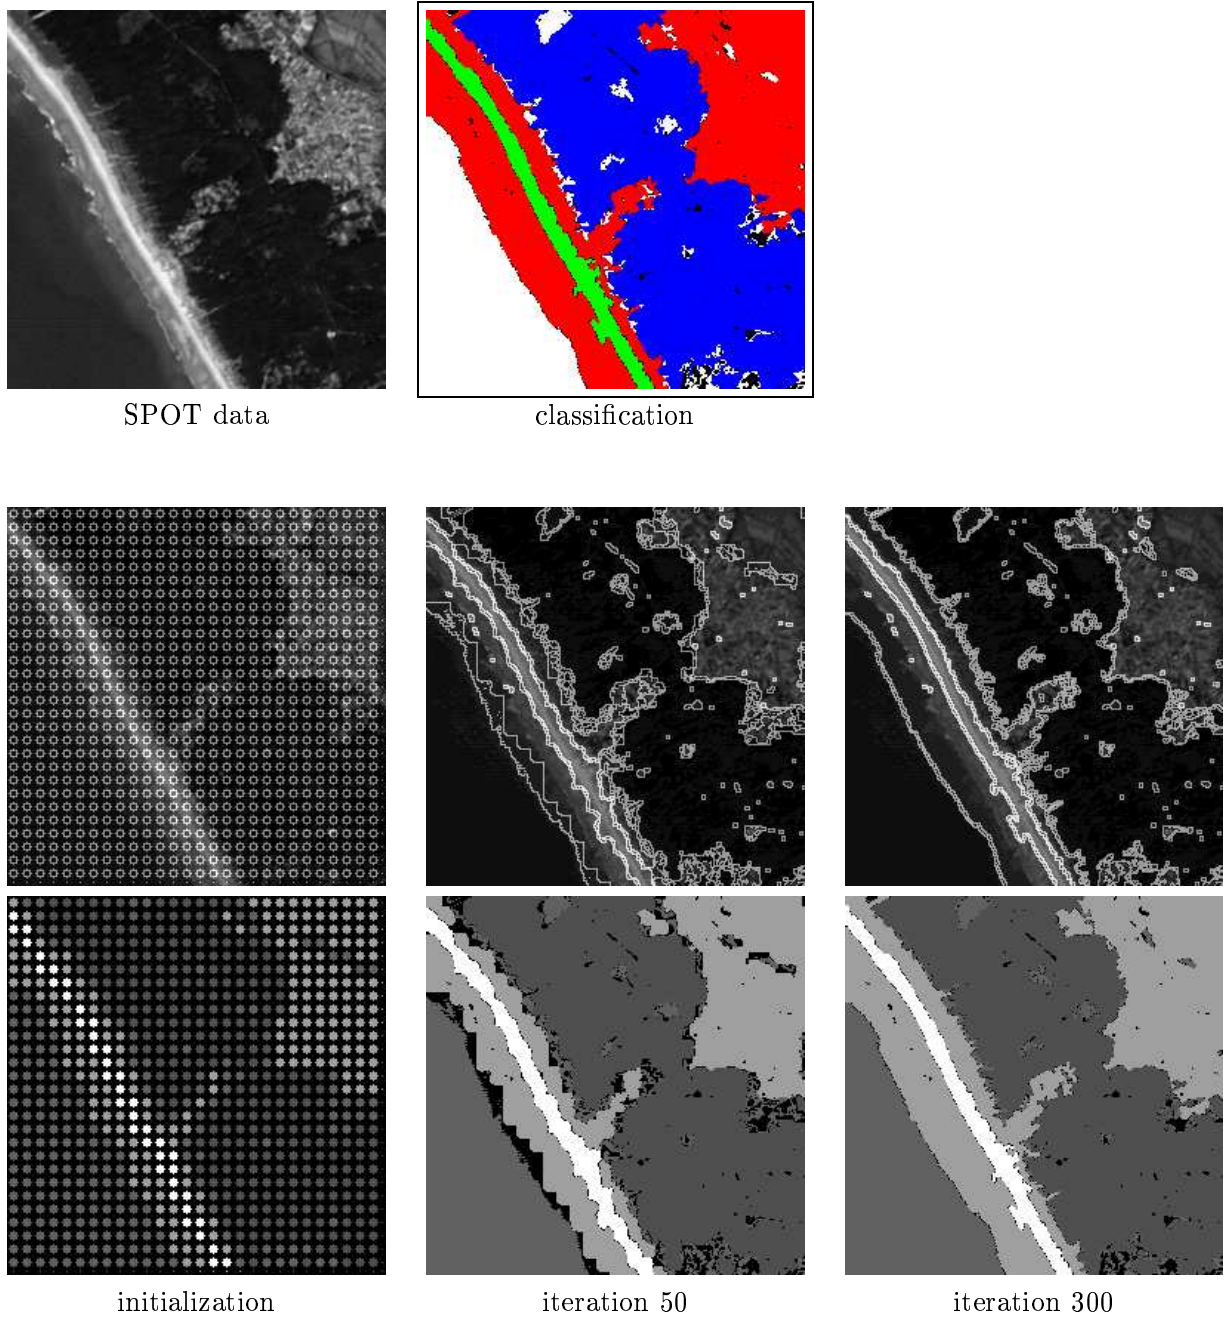 SPOT data
classification
initialization
iteration 50
iteration 300